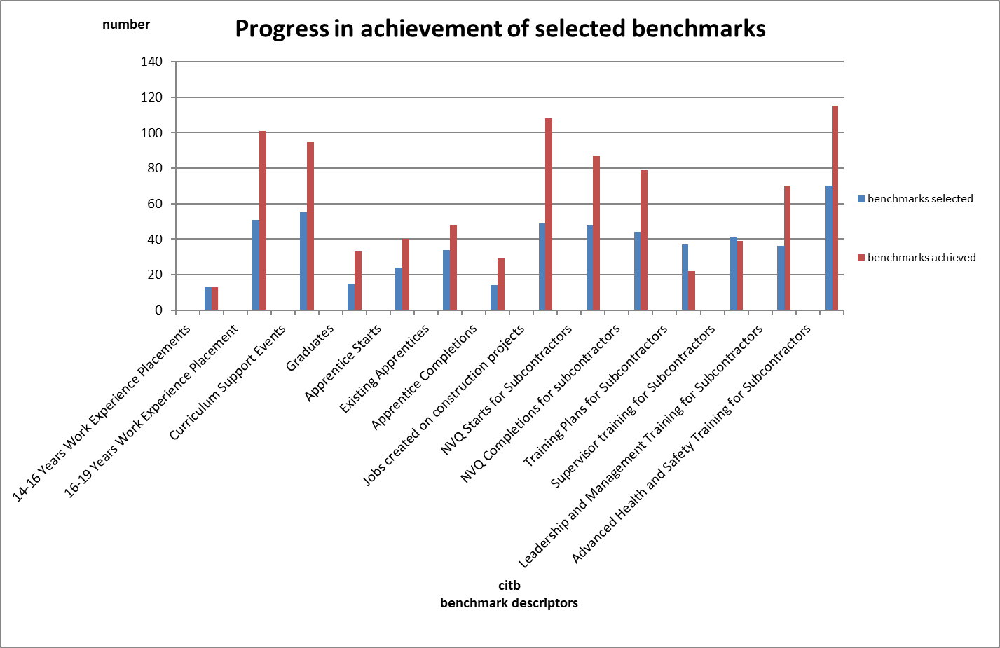 number
Progress in achievement of selected benchmarks
140
120
100
80
60
40
20
0
benchmarks selected
benchmarks achieved
14-16 Years Work Experience Placements
16-19 Years Work Experience Placement
Curriculum Support Events
Graduates
Apprentice Starts
Existing Apprentices
Apprentice Completions
Jobs created on construction projects
NVQ Starts for Subcontractors
NVQ Completions for subcontractors
Training Plans for Subcontractors
Supervisor training for Subcontractors
Leadership and Management Training for Subcontractors
Advanced Health and Safety Training for Subcontractors
citb
benchmark descriptors